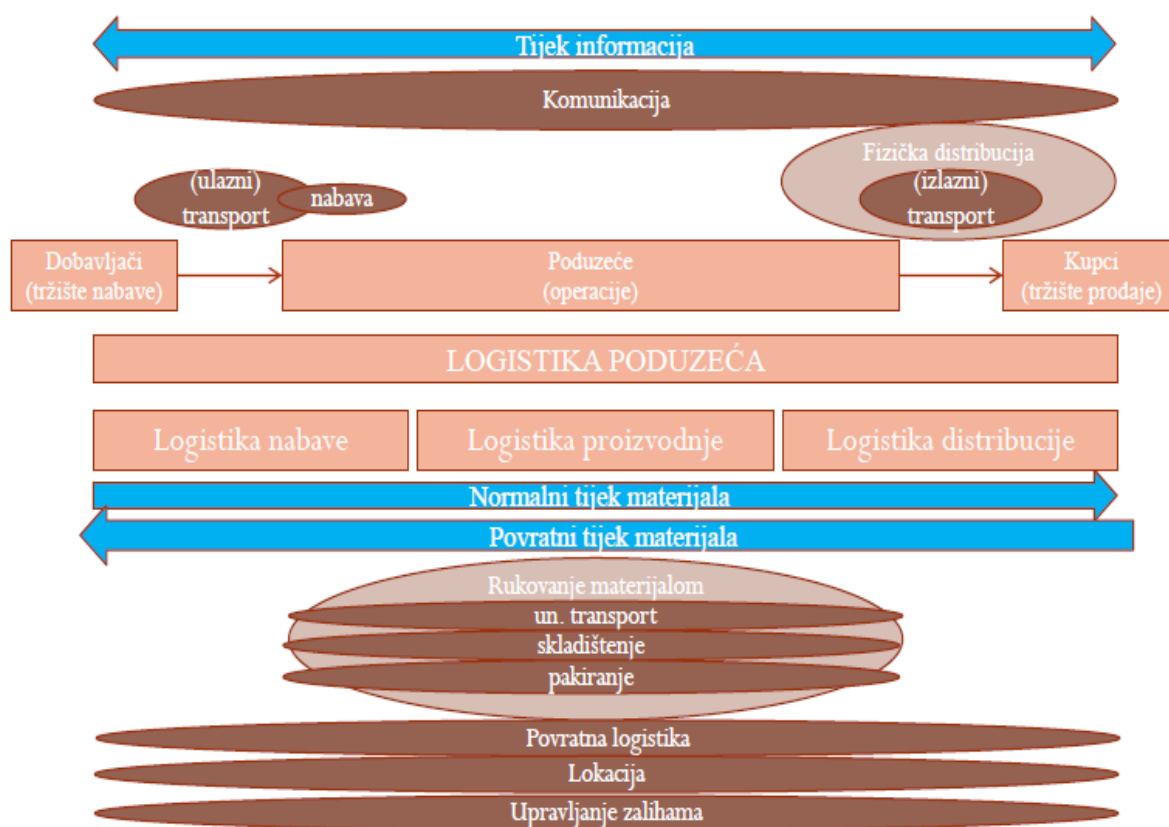 Tijek informacija
Komunikacija
Fizička distribucija
(ulazni)
transport
nabava
(izlazni)
transport
Dobavljači
(tržište nabave)
Poduzeće
(operacije)
Kupci
(tržište prodaje)
LOGISTIKA PODUZEĆA
Logistika nabave
Logistika proizvodnje
Logistika distribucije
Normalni tijek materijala
Povratni tijek materijala
Rukovanje materijalom
un. transport
skladištenje
pakiranje
Povratna logistika
Lokacija
Upravljanje zalihama